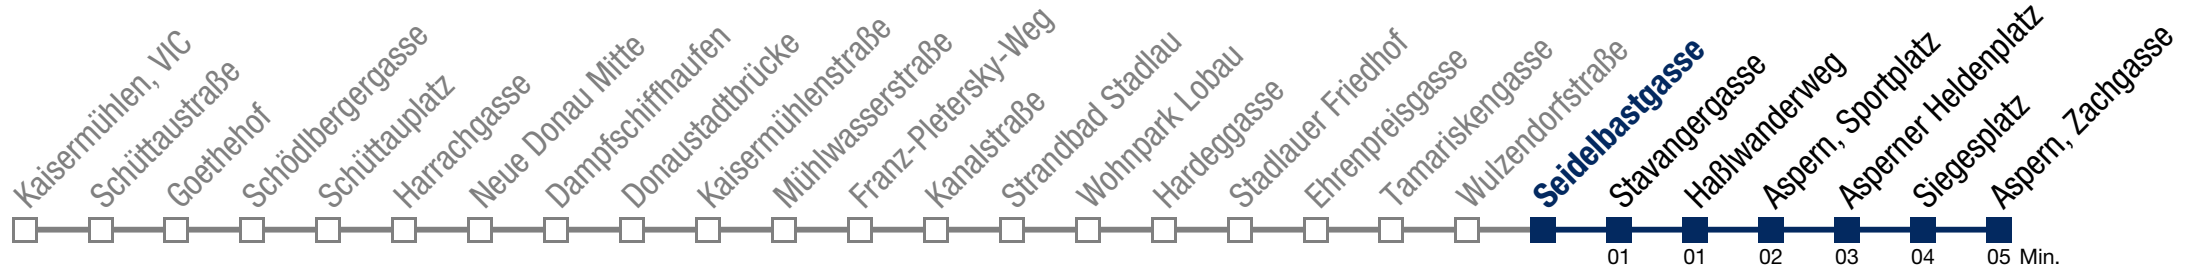 Kaisermühlen, VIC
Schüttaustraße
Goethehof
Schödlbergergasse
Schüttauplatz
Harrachgasse
Neue Donau Mitte
Dampfschiffhaufen
Donaustadtbrücke
Kaisermühlenstraße
Mühlwasserstraße
Franz-Pletersky-Weg
Kanalstraße
Strandbad Stadlau
Wohnpark Lobau
Hardeggasse
Stadlauer Friedhof
Ehrenpreisgasse
Tamariskengasse
Wulzendorfstraße
Seidelbastgasse
Stavangergasse
Haßlwanderweg
Aspern, Sportplatz
Asperner Heldenplatz
Siegesplatz
Aspern, Zachgasse
01 01 02 03 04 05 Min.